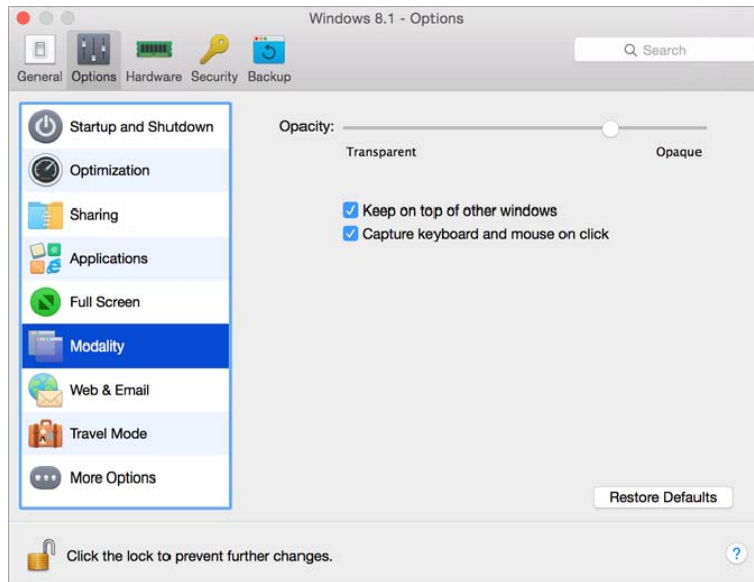 Windows 8.1 - Options
Search
General Options Hardware Security Backup
Startup and Shutdown
Optimization
Sharing
Applications
Full Screen
Modality
Web & Email
Travel Mode
More Options
Opacity:
Transparent Opaque
Keep on top of other windows
Capture keyboard and mouse on click
Restore Defaults
Click the lock to prevent further changes.
?